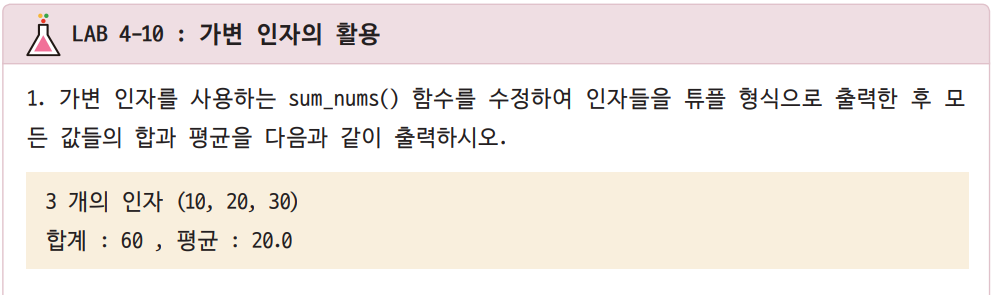 LAB 4-10 : 가변 인자의 활용
1. 가변 인자를 사용하는 sum_nums() 함수를 수정하여 인자들을 튜플 형식으로 출력한 후 모
든 값들의 합과 평균을 다음과 같이 출력하시오.
3 개의 인자 (10, 20, 30)
합계 : 60 , 평균 : 20.0